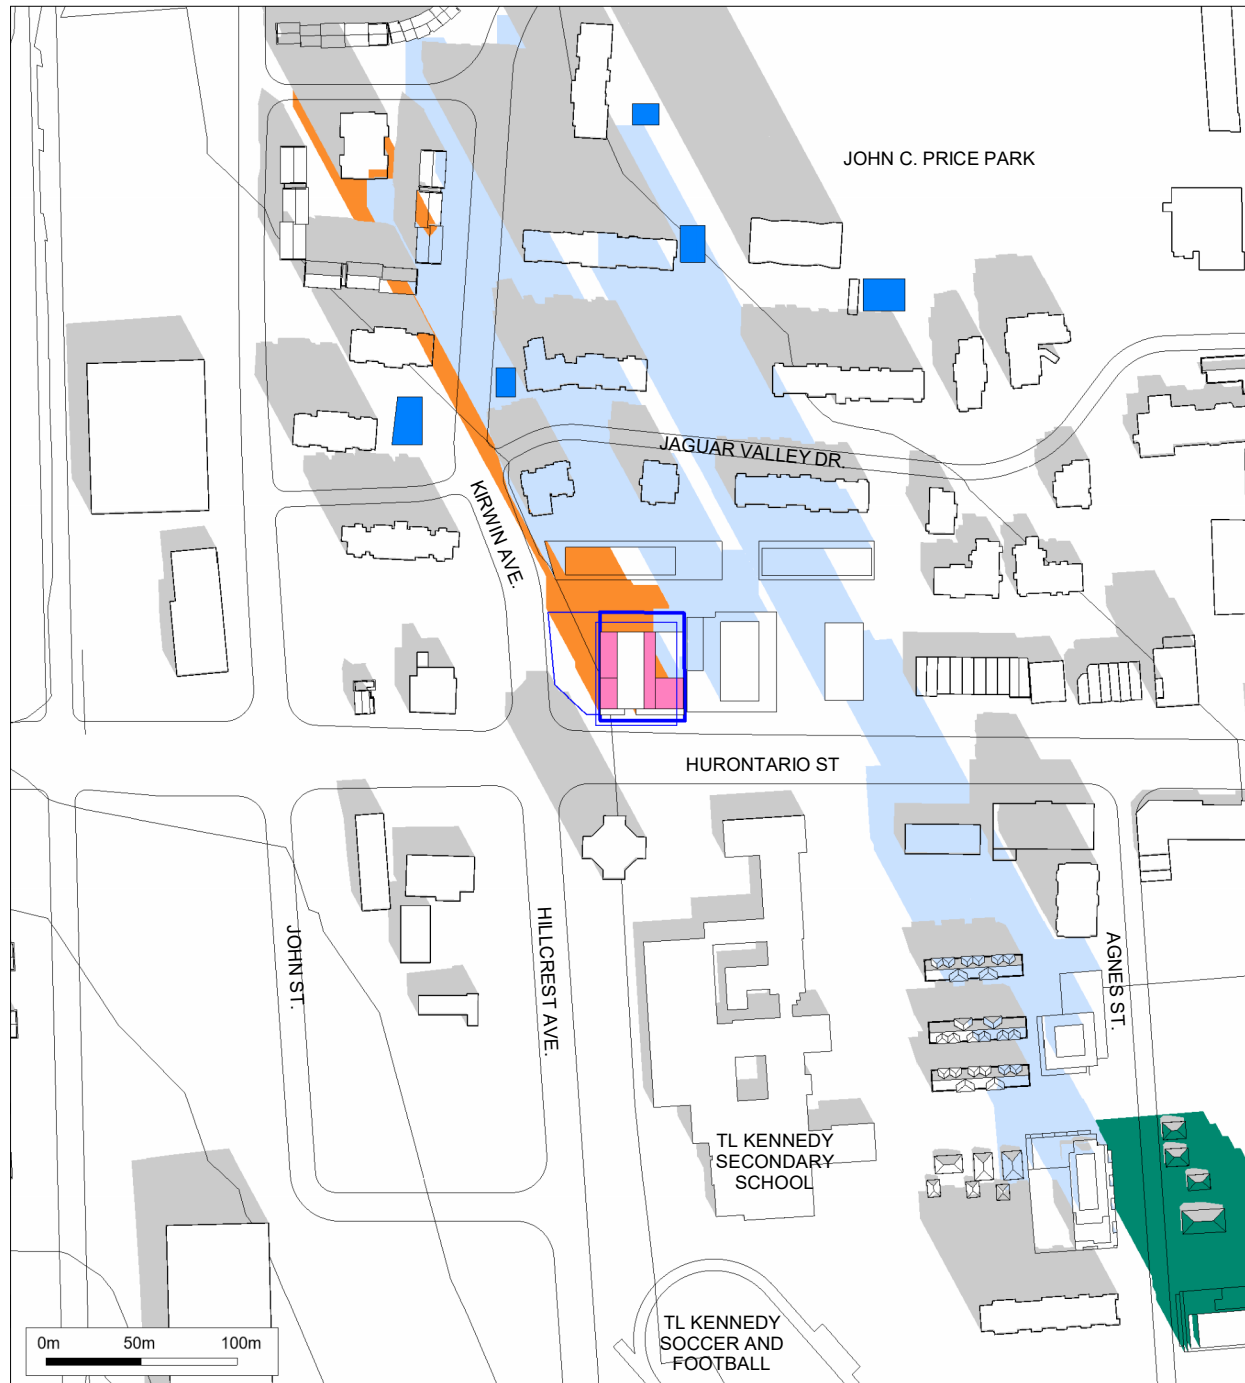 JOHN C. PRICE PARK
JAGUAR VALLEY DR.
KIRWIN AVE.
HURONTARIO ST
JOHN ST.
HILLCREST AVE.
AGNES ST.
TL KENNEDY
SECONDARY
SCHOOL
TL KENNEDY
SOCCER AND
FOOTBALL
0m 50m 100m